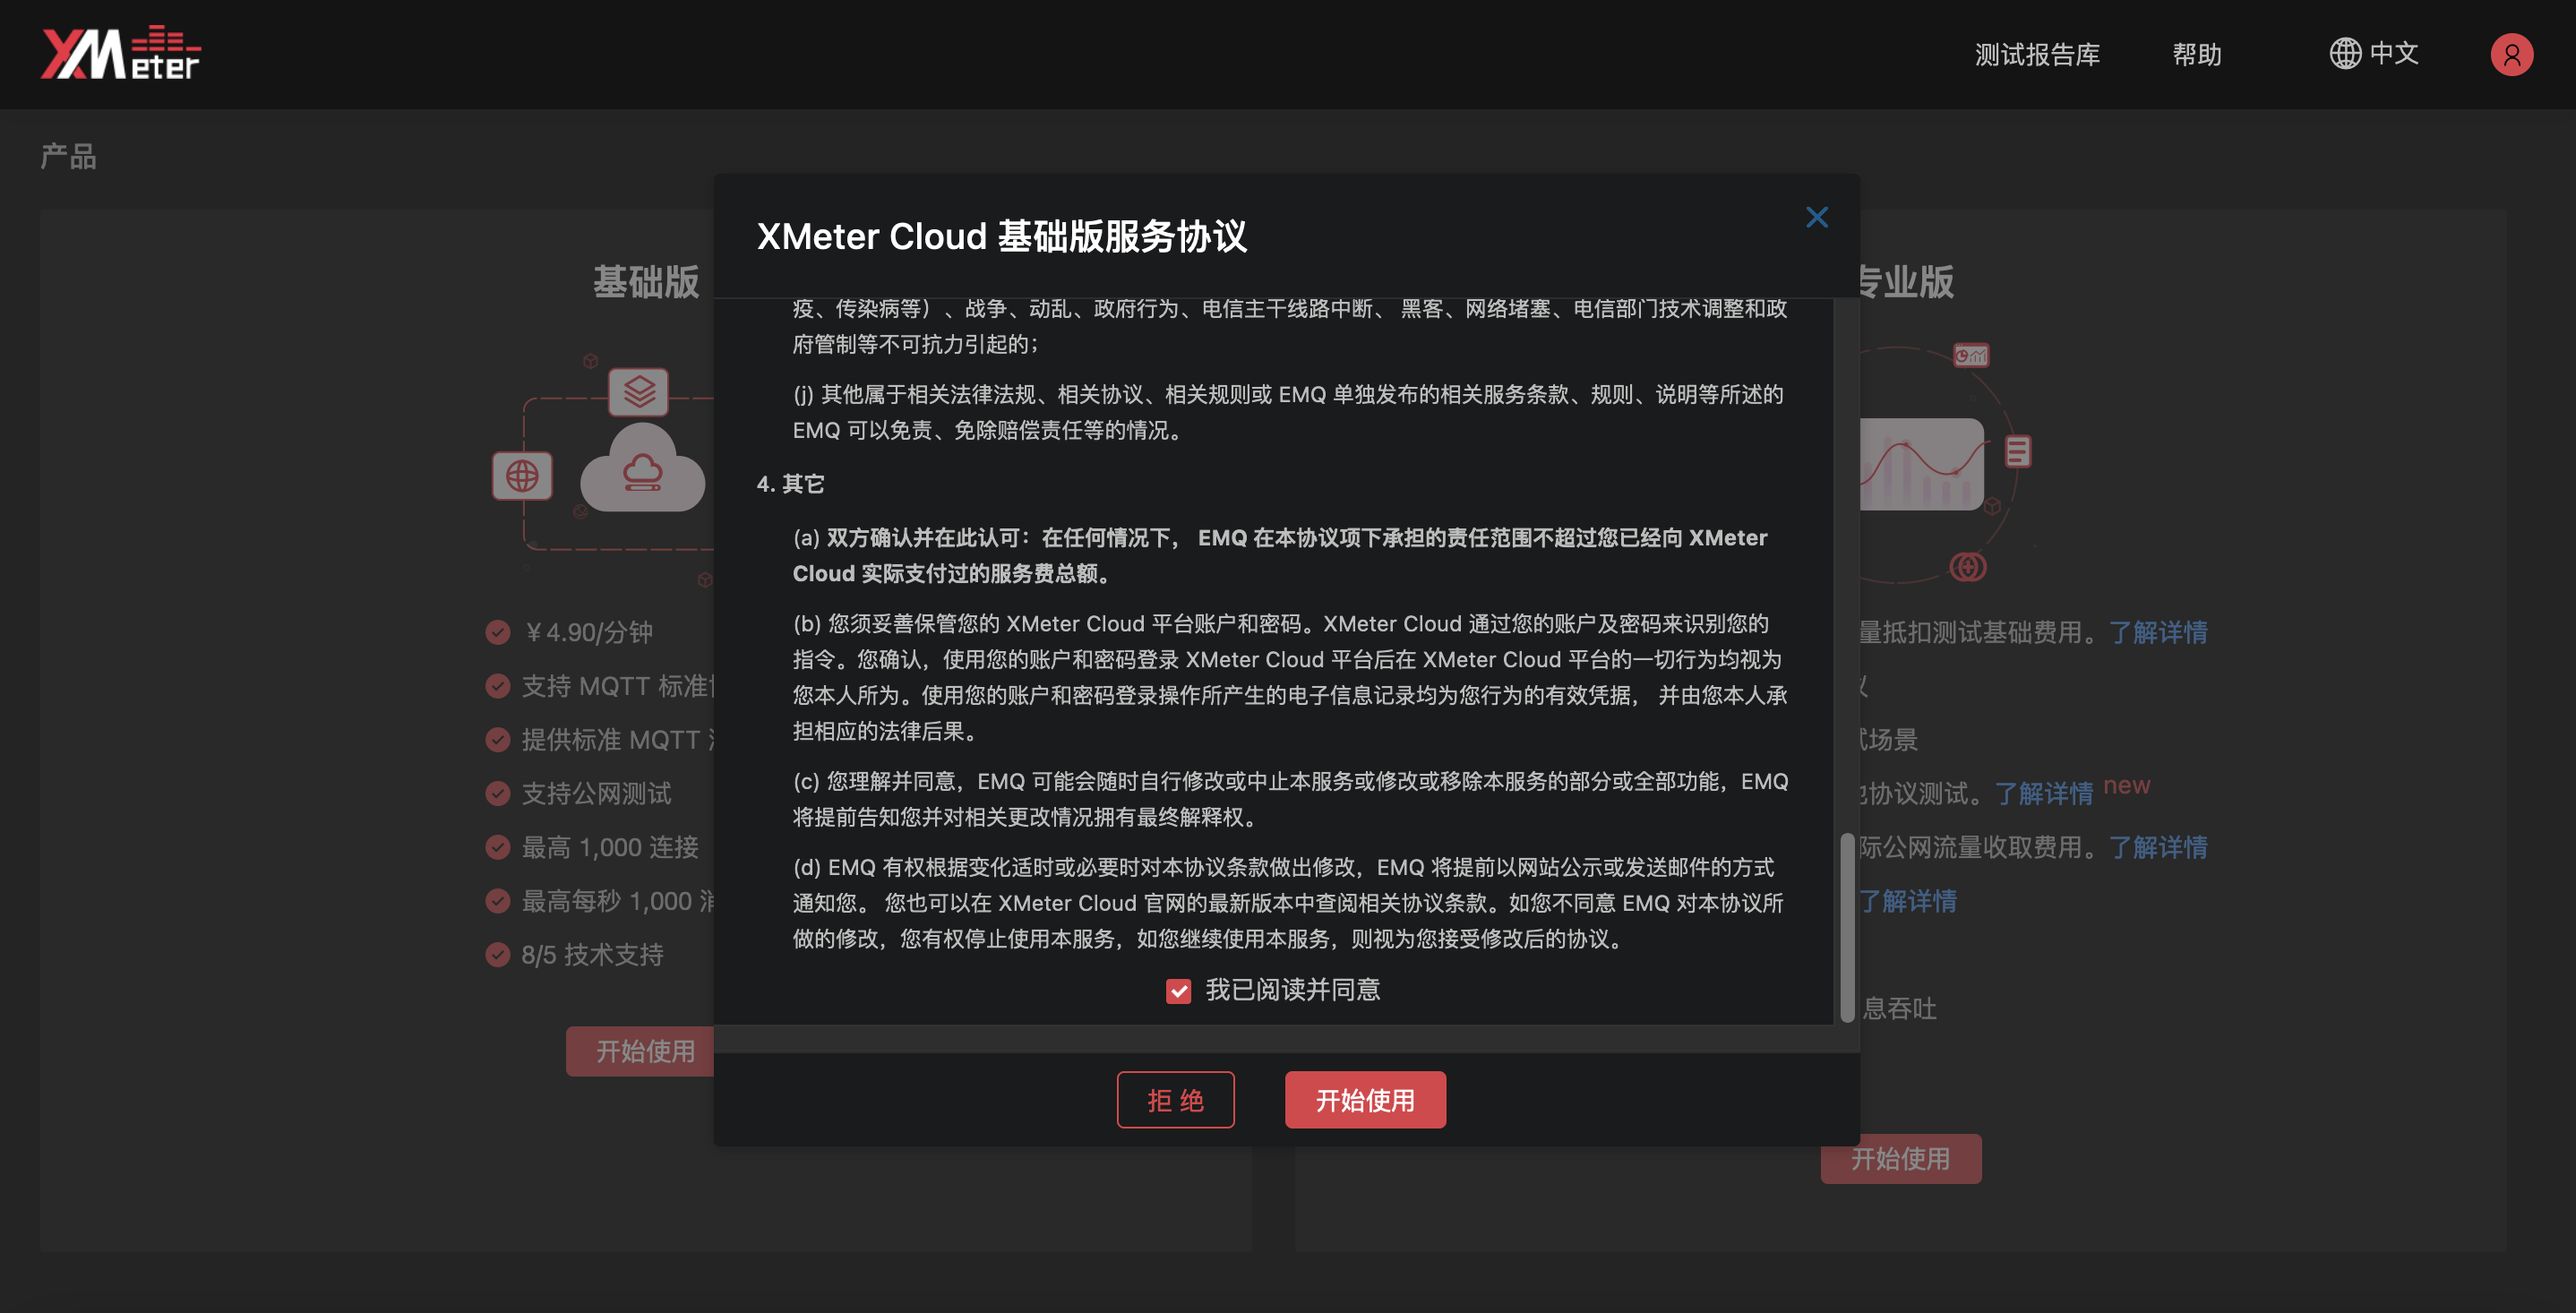 XMeter
测试报告库
帮助
中文
产品
基础版
¥4.90/分钟
支持 MQTT 标准
提供标准 MQTT
支持公网测试
最高 1,000 连接
最高每秒 1,000
8/5 技术支持
开始使用
XMeter Cloud 基础版服务协议
疫、传染病等）、战争、动乱、政府行为、电信主干线路中断、 黑客、网络堵塞、电信部门技术调整和政
府管制等不可抗力引起的；
(j) 其他属于相关法律法规、相关协议、相关规则或 EMQ 单独发布的相关服务条款、规则、说明等所述的
EMQ 可以免责、免除赔偿责任等的情况。
4. 其它
(a) 双方确认并在此认可：在任何情况下， EMQ 在本协议项下承担的责任范围不超过您已经向 XMeter
Cloud 实际支付过的服务费总额。
(b) 您须妥善保管您的 XMeter Cloud 平台账户和密码。XMeter Cloud 通过您的账户及密码来识别您的
指令。您确认，使用您的账户和密码登录 XMeter Cloud 平台后在 XMeter Cloud 平台的一切行为均视为
您本人所为。使用您的账户和密码登录操作所产生的电子信息记录均为您行为的有效凭据， 并由您本人承
担相应的法律后果。
(c) 您理解并同意，EMQ 可能会随时自行修改或中止本服务或修改或移除本服务的部分或全部功能，EMQ
将提前告知您并对相关更改情况拥有最终解释权。
(d) EMQ 有权根据变化适时或必要时对本协议条款做出修改，EMQ 将提前以网站公示或发送邮件的方式
通知您。 您也可以在 XMeter Cloud 官网的最新版本中查阅相关协议条款。如您不同意 EMQ 对本协议所
做的修改，您有权停止使用本服务，如您继续使用本服务，则视为您接受修改后的协议。
我已阅读并同意
拒 绝
开始使用
专业版
量抵扣测试基础费用。了解详情
场景
协议测试。了解详情 new
际公网流量收取费用。了解详情
了解详情
息吞吐
开始使用